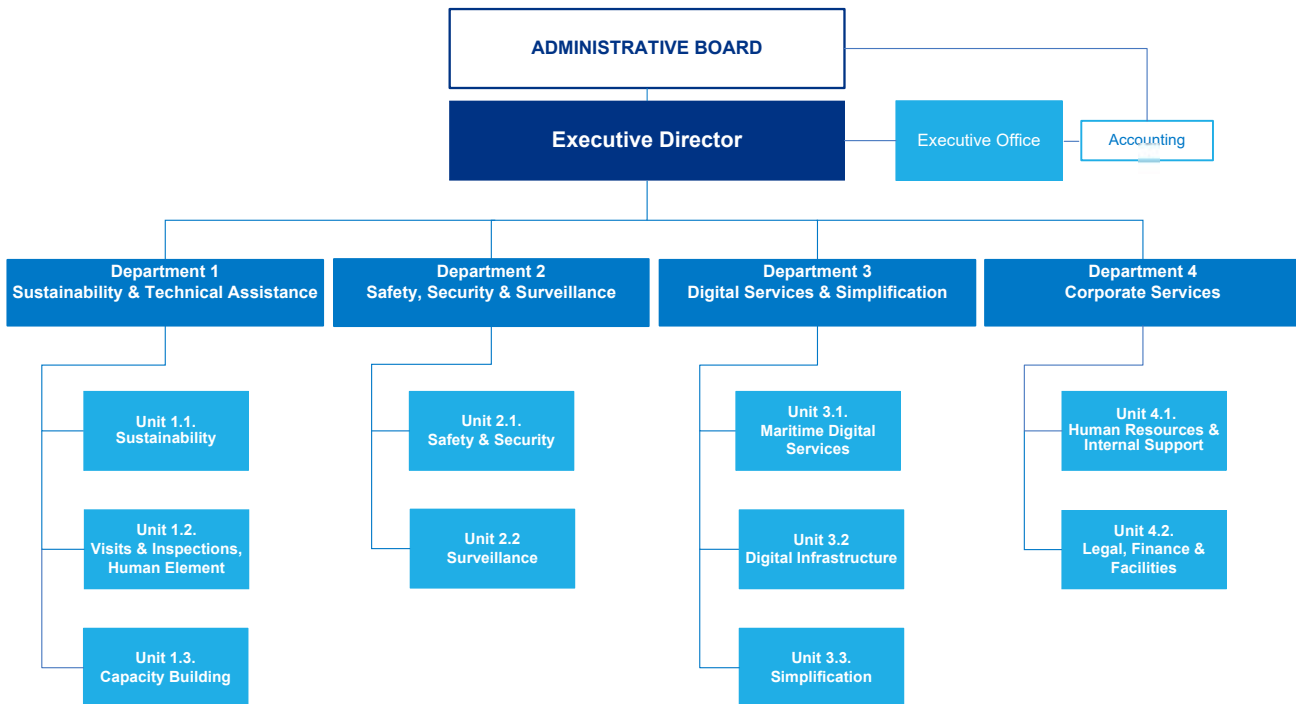 ADMINISTRATIVE BOARD
Executive Director
Executive Office
Accounting
Department 1
Sustainability & Technical Assistance
Department 2
Safety, Security & Surveillance
Department 3
Digital Services & Simplification
Department 4
Corporate Services
Unit 1.1.
Sustainability
Unit 2.1.
Safety & Security
Unit 3.1.
Maritime Digital
Services
Unit 4.1.
Human Resources &
Internal Support
Unit 1.2.
Visits & Inspections,
Human Element
Unit 2.2
Surveillance
Unit 3.2
Digital Infrastructure
Unit 4.2.
Legal, Finance &
Facilities
Unit 1.3.
Capacity Building
Unit 3.3.
Simplification